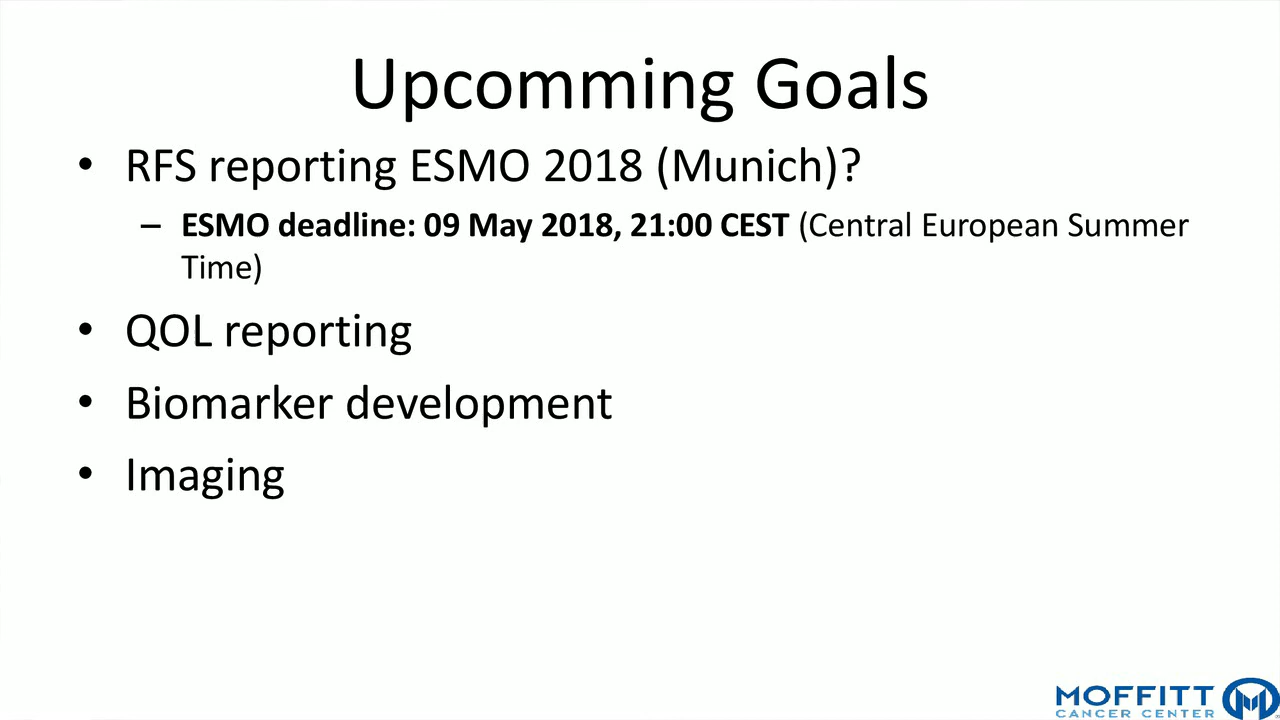 Upcomming Goals
• RFS reporting ESMO 2018 (Munich)?
– ESMO deadline: 09 May 2018, 21:00 CEST (Central European Summer
Time)
• QOL reporting
• Biomarker development
• Imaging
MOFFITT
CANCER CENTER